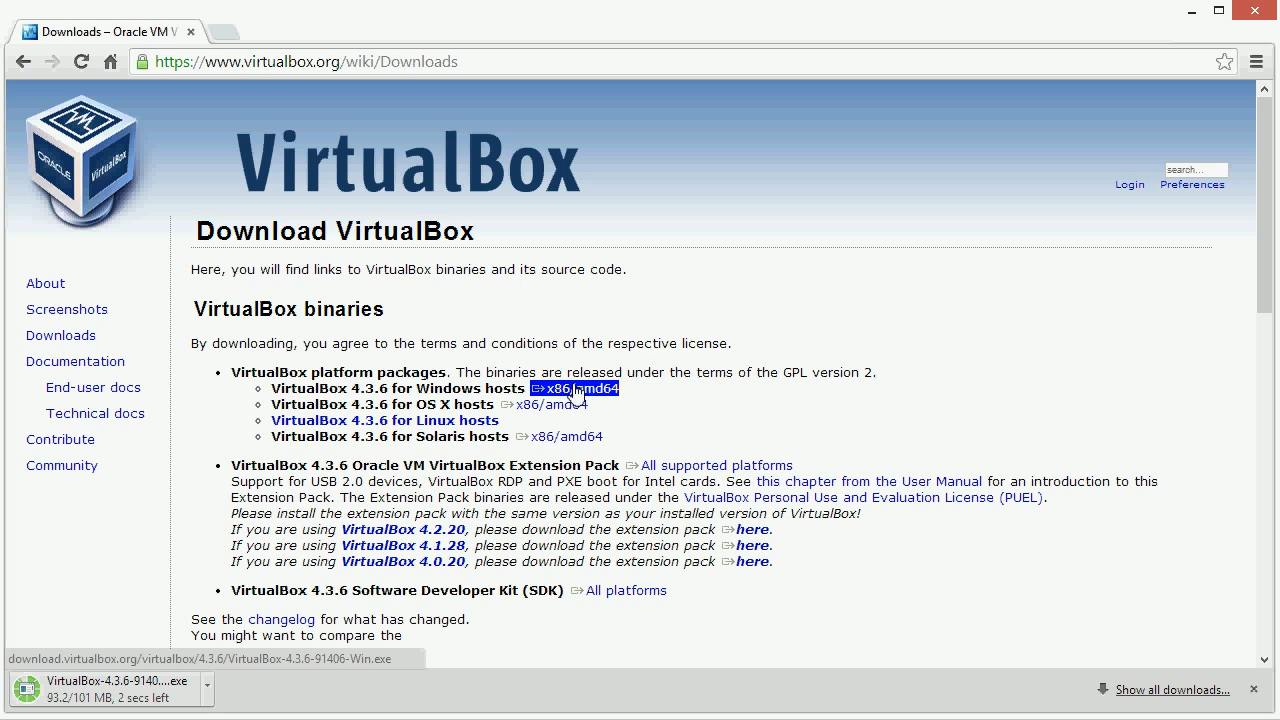 Downloads – Oracle VM V
https://www.virtualbox.org/wiki/Downloads
ORACLE
VirtualBox
VirtualBox
search...
Login Preferences
Download VirtualBox
Here, you will find links to VirtualBox binaries and its source code.
About
Screenshots
Downloads
Documentation
End-user docs
Technical docs
Contribute
Community
VirtualBox binaries
By downloading, you agree to the terms and conditions of the respective license.
• VirtualBox platform packages. The binaries are released under the terms of the GPL version 2.
VirtualBox 4.3.6 for Windows hosts x86/amd64
VirtualBox 4.3.6 for OS X hosts x86/amd64
VirtualBox 4.3.6 for Linux hosts
VirtualBox 4.3.6 for Solaris hosts x86/amd64
• VirtualBox 4.3.6 Oracle VM VirtualBox Extension Pack All supported platforms
Support for USB 2.0 devices, VirtualBox RDP and PXE boot for Intel cards. See this chapter from the User Manual for an introduction to this
Extension Pack. The Extension Pack binaries are released under the VirtualBox Personal Use and Evaluation License (PUEL).
Please install the extension pack with the same version as your installed version of VirtualBox!
If you are using VirtualBox 4.2.20, please download the extension pack here.
If you are using VirtualBox 4.1.28, please download the extension pack here.
If you are using VirtualBox 4.0.20, please download the extension pack here.
• VirtualBox 4.3.6 Software Developer Kit (SDK) All platforms
See the changelog for what has changed.
You might want to compare the
download.virtualbox.org/virtualbox/4.3.6/VirtualBox-4.3.6-91406-Win.exe
VirtualBox-4.3.6-9140....exe
93.2/101 MB, 2 secs left
Show all downloads...